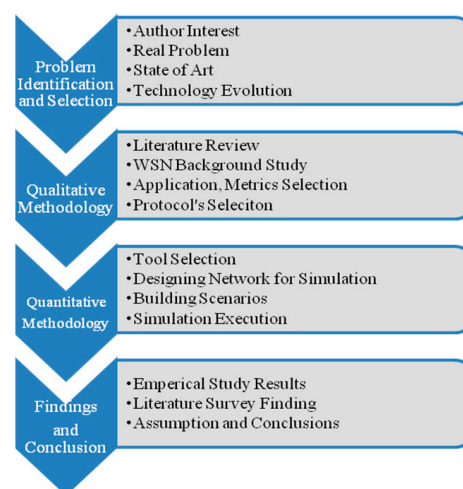 Problem
Identification
and Selection
•Author Interest
•Real Problem
•State of Art
•Technology Evolution
Qualitative
Methodology
•Literature Review
•WSN Background Study
•Application, Metrics Selection
•Protocol's Seleciton
Quantitative
Methodology
•Tool Selection
•Designing Network for Simulation
•Building Scenarios
•Simulation Execution
Findings
and
Conclusion
•Emperical Study Results
•Literature Survey Finding
•Assumption and Conclusions